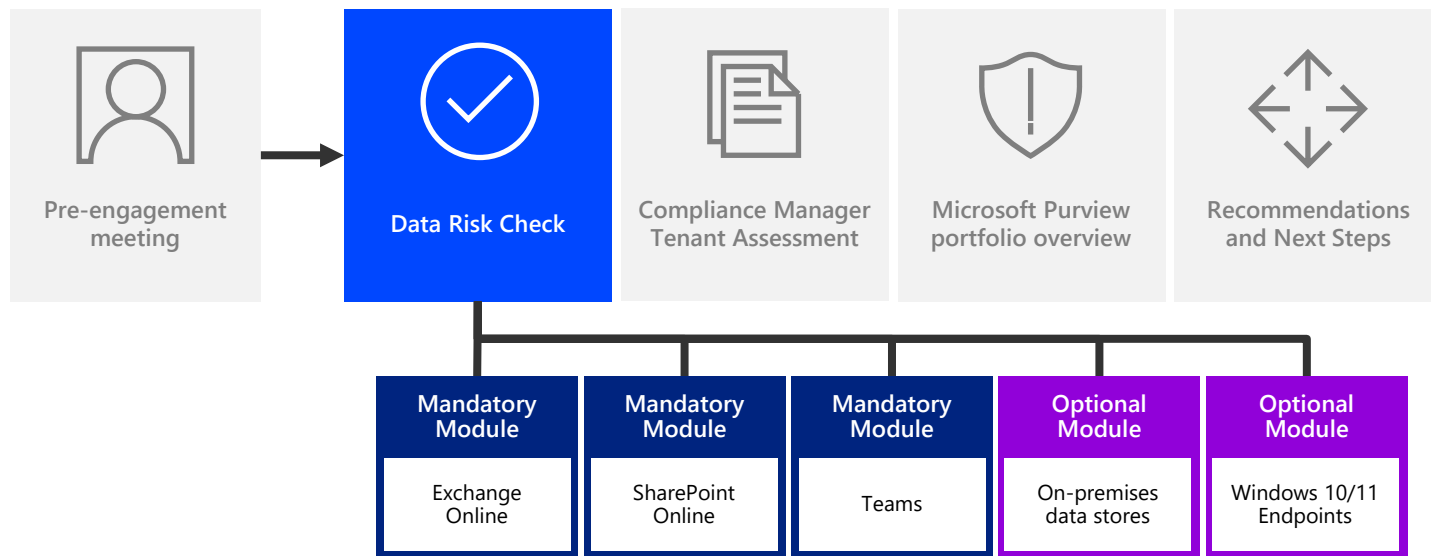 Pre-engagement
meeting
Data Risk Check
Compliance Manager
Tenant Assessment
Microsoft Purview
portfolio overview
Recommendations
and Next Steps
Mandatory
Module
Exchange
Online
Mandatory
Module
SharePoint
Online
Mandatory
Module
Teams
Optional
Module
On-premises
data stores
Optional
Module
Windows 10/11
Endpoints